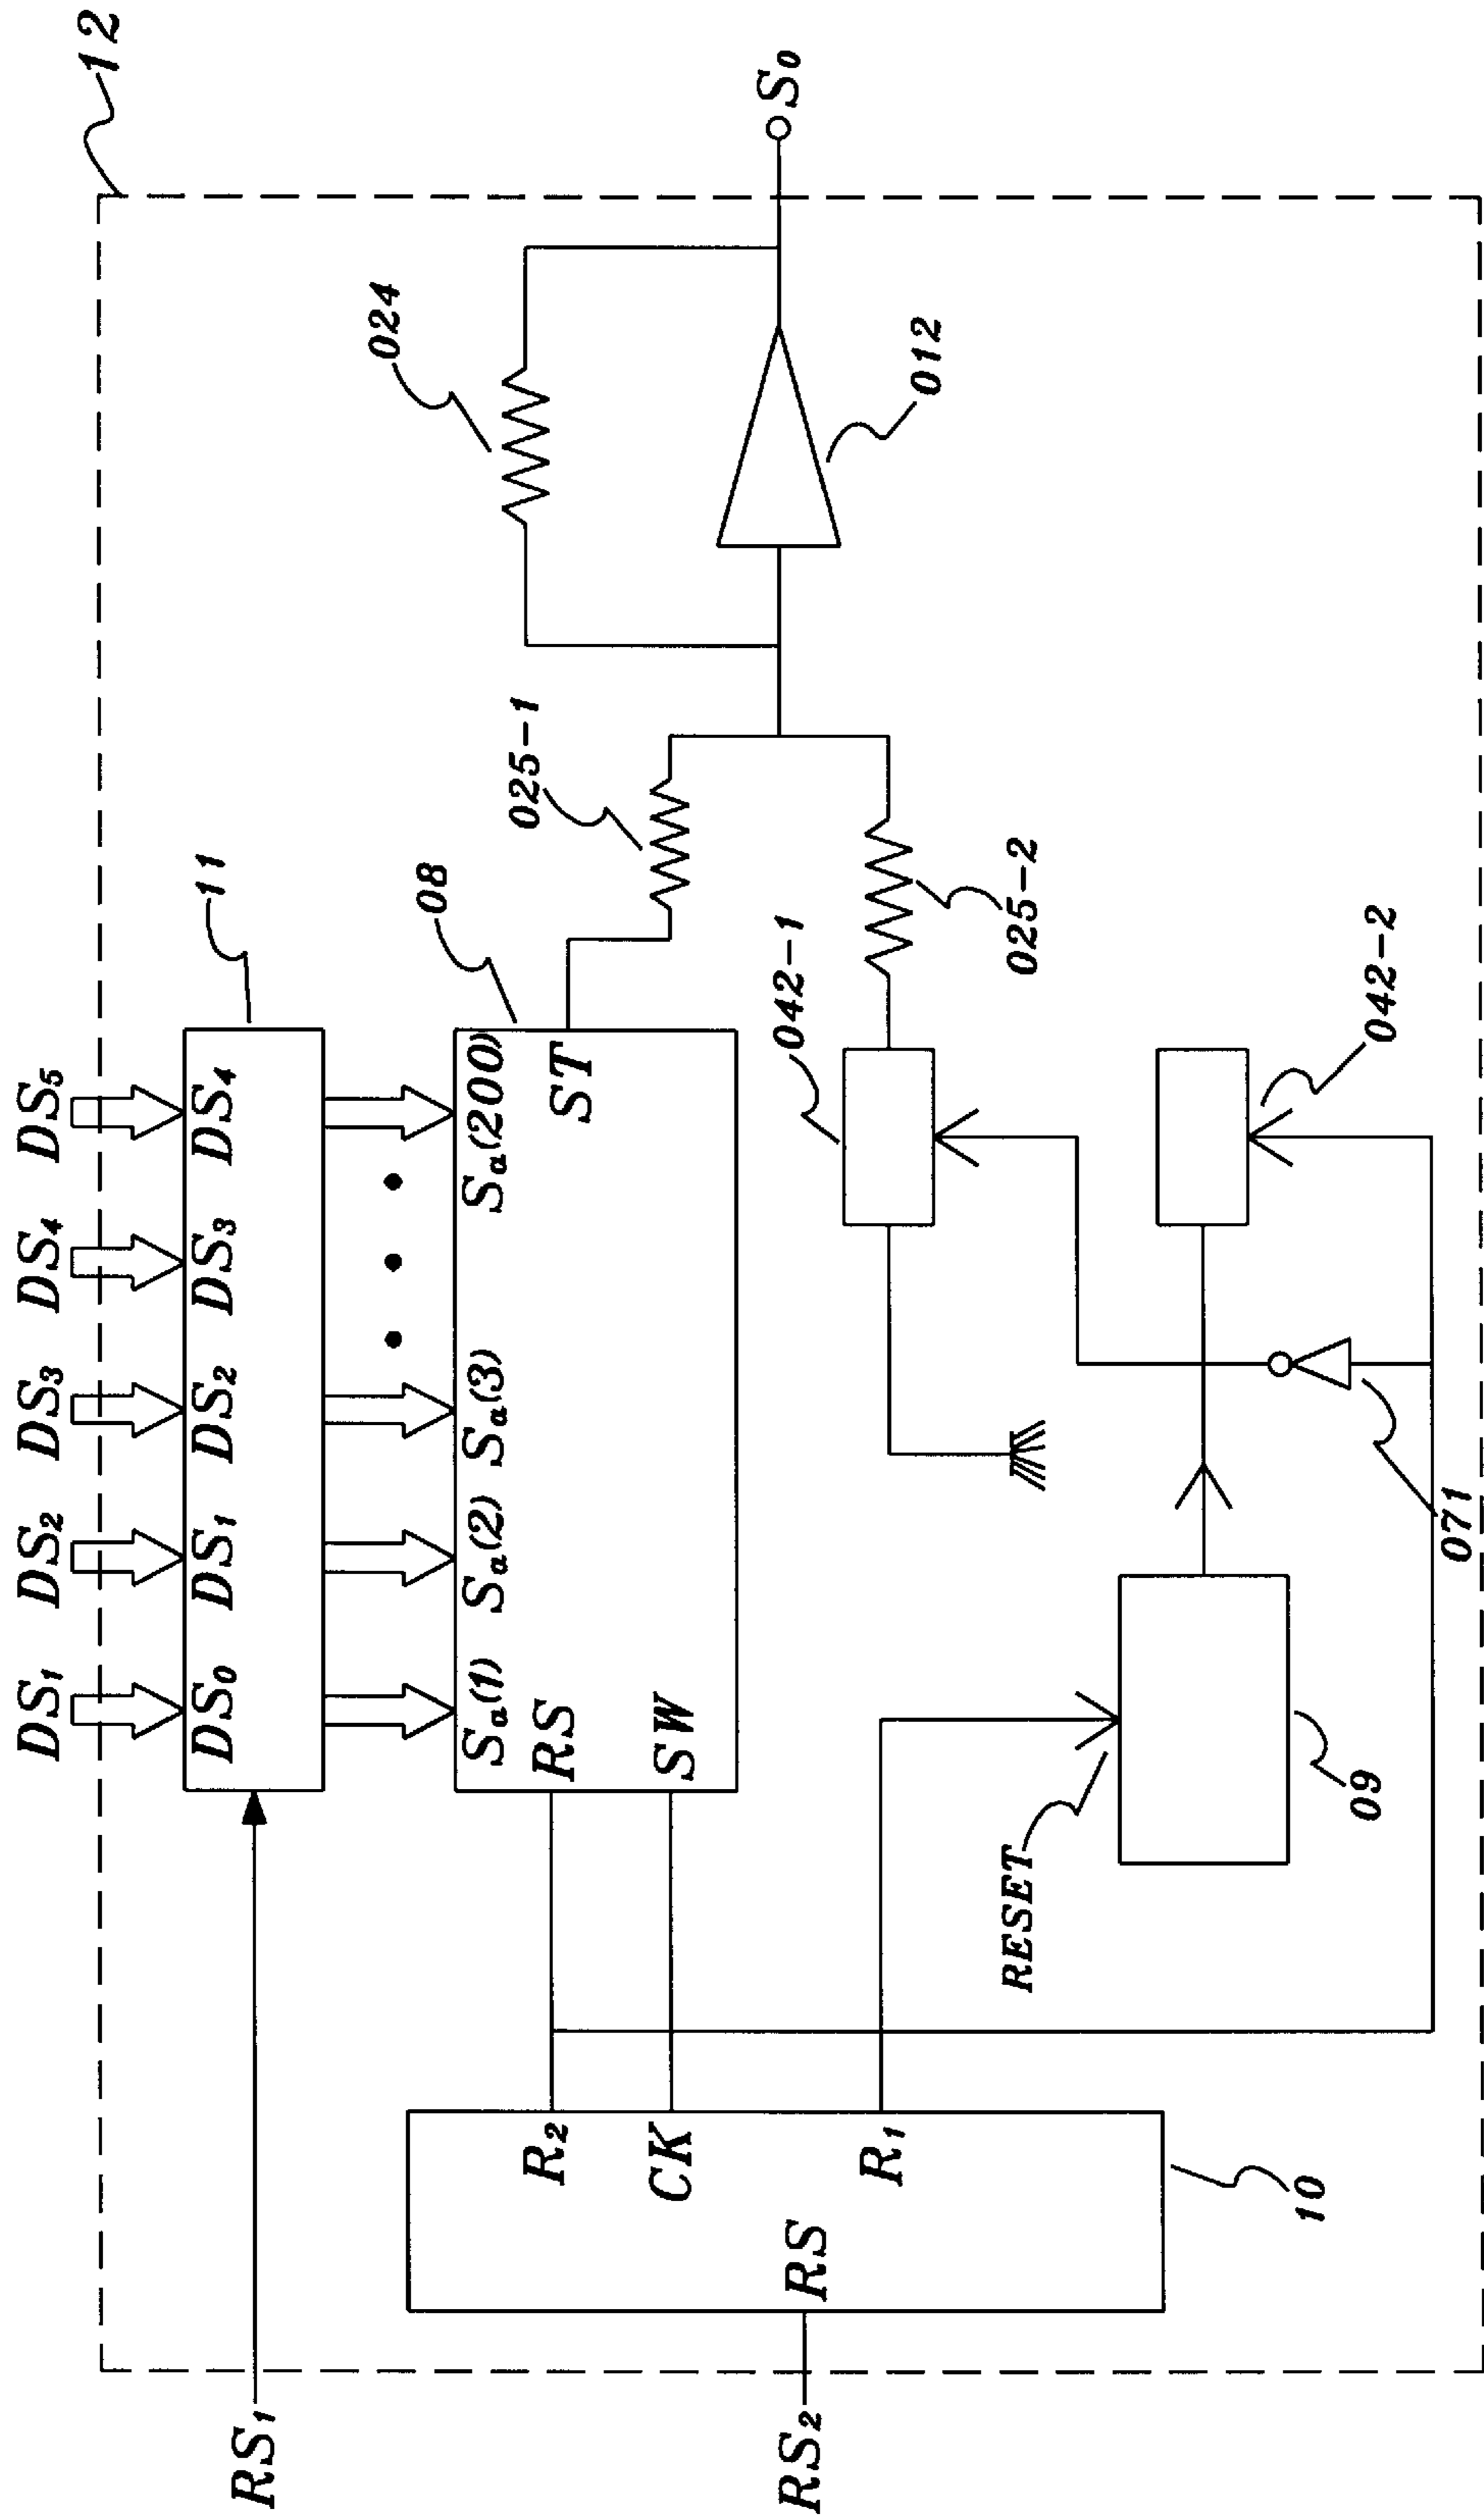 12
DS₁ DS₂ DS₃ DS₄ DS₅
11
RS₁
DS₀ DS₁ DS₂ DS₃ DS₄
024
08
025-1
Sₐ(1) Sₐ(2) Sₐ(3) Sₐ(200)
RS
ST
SW
R₂
CK
RS
R₁
RS₂
S₀
012
042-1
025-2
RESET
10
09
071
042-2